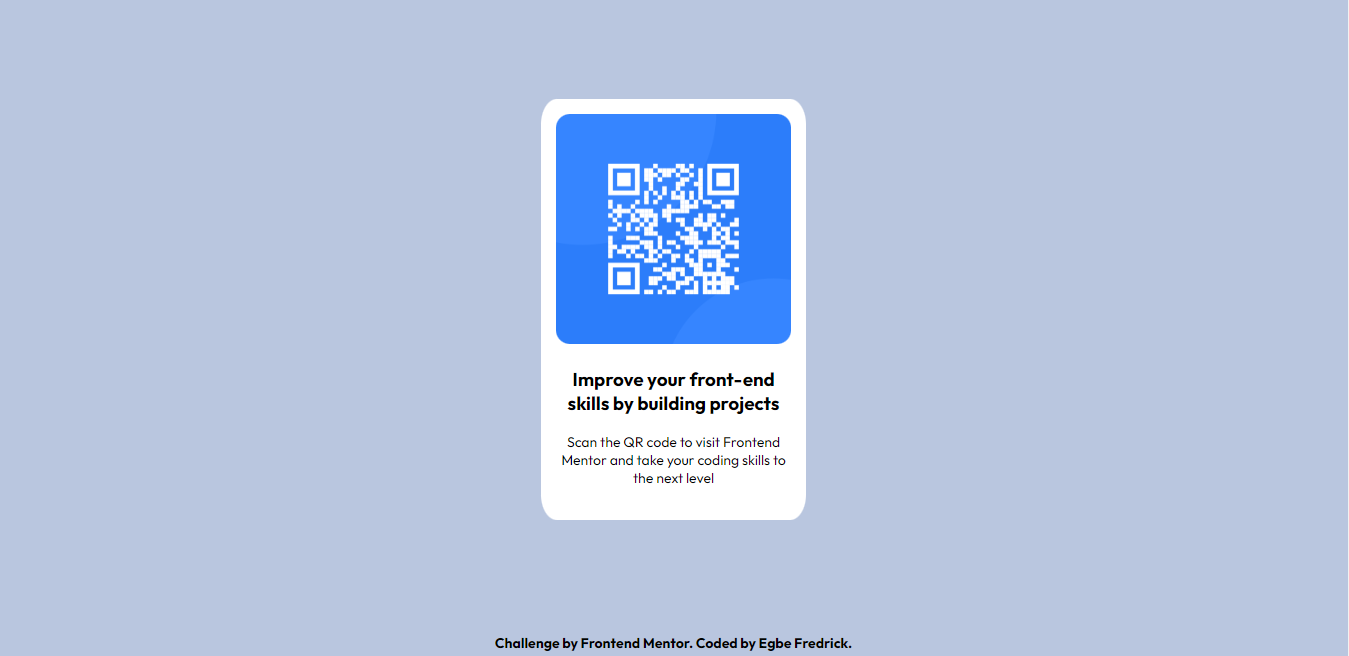 Improve your front-end
skills by building projects
Scan the QR code to visit Frontend
Mentor and take your coding skills to
the next level
Challenge by Frontend Mentor. Coded by Egbe Fredrick.